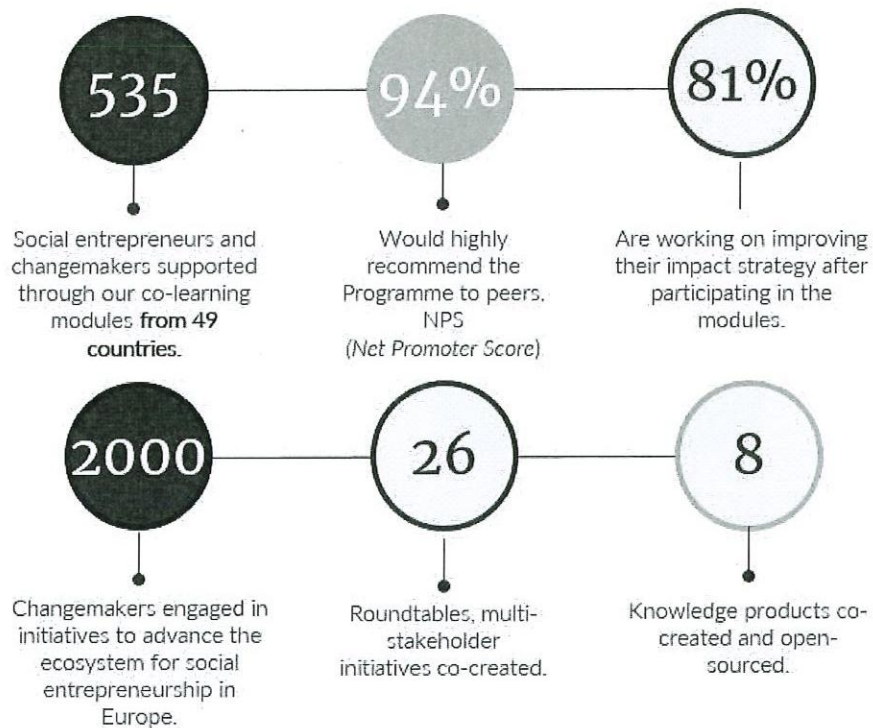 535
94%
81%
Social entrepreneurs and
changemakers supported
through our co-learning
modules from 49
countries.
Would highly
recommend the
Programme to peers,
NPS
(Net Promoter Score)
Are working on improving
their impact strategy after
participating in the
modules.
2000
26
8
Changemakers engaged in
initiatives to advance the
ecosystem for social
entrepreneurship in
Europe.
Roundtables, multi-
stakeholder
initiatives co-created.
Knowledge products co-
created and open-
sourced.